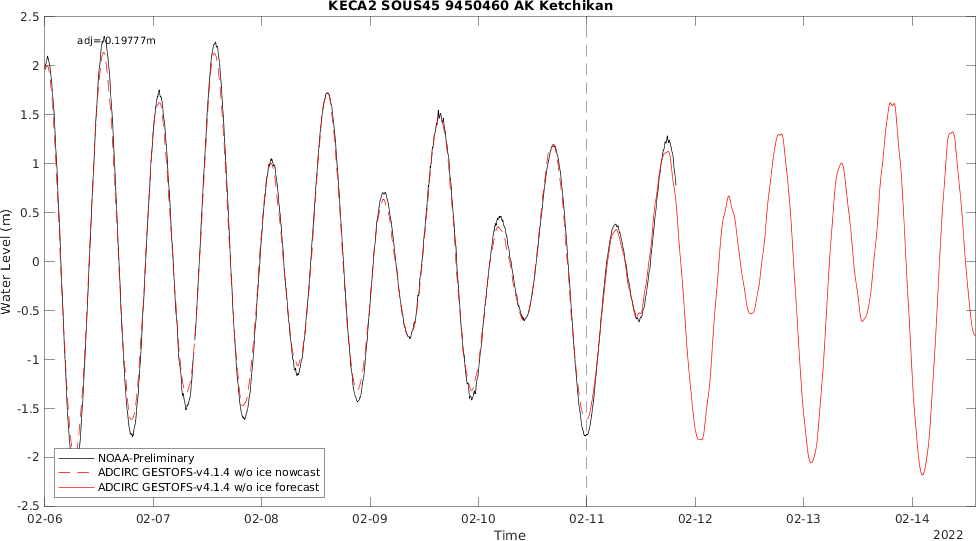 KECA2 SOUS45 9450460 AK Ketchikan
adj=-0.19777m
2.5
2
1.5
1
0.5
0
-0.5
-1
-1.5
-2
-2.5
Water Level (m)
NOAA-Preliminary
ADCIRC GESTOFS-v4.1.4 w/o ice nowcast
ADCIRC GESTOFS-v4.1.4 w/o ice forecast
02-06 02-07 02-08 02-09 02-10 02-11 02-12 02-13 02-14
Time
2022